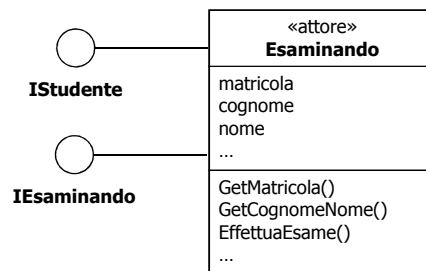 «attore»
Esaminando
IStudente
IEsaminando
matricola
cognome
nome
...
GetMatricola()
GetCognomeNome()
EffettuaEsame()
...